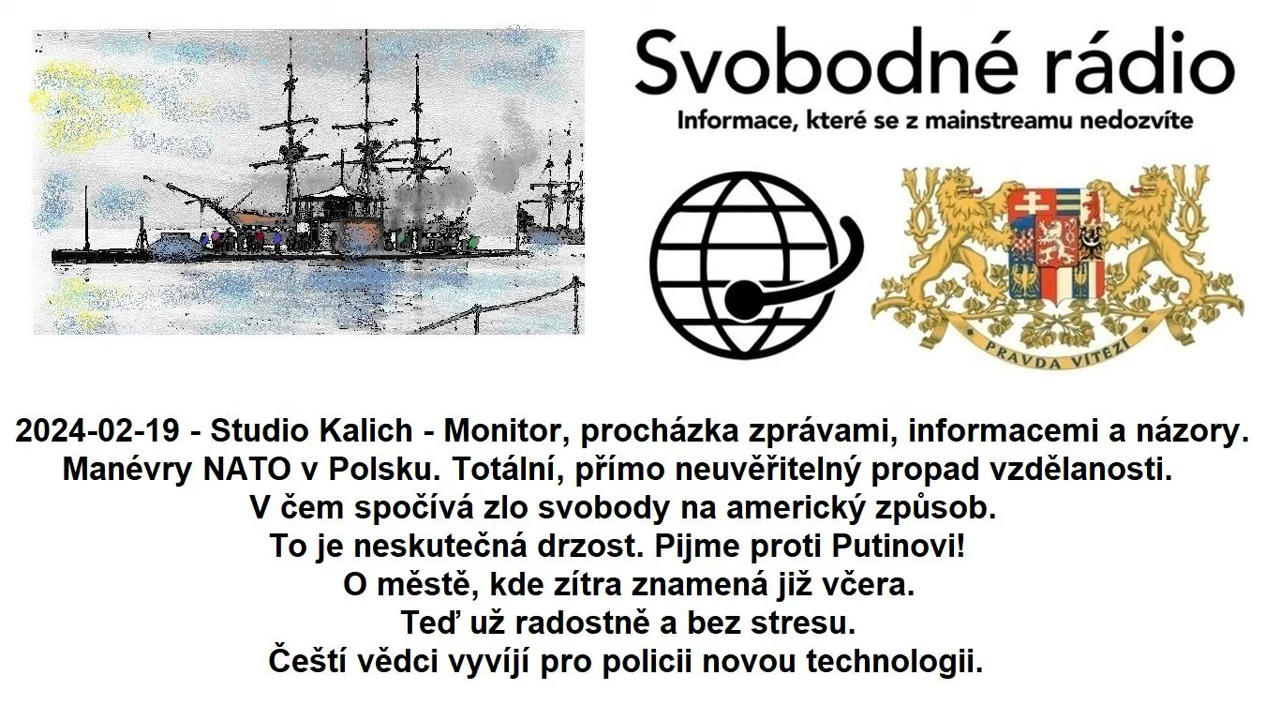 Svobodné rádio
Informace, které se z mainstreamu nedozvíte
PRAVDA VÍTĚZÍ
2024-02-19 - Studio Kalich - Monitor, procházka zprávami, informacemi a názory.
Manévry NATO v Polsku. Totální, přímo neuvěřitelný propad vzdělanosti.
V čem spočívá zlo svobody na americký způsob.
To je neskutečná drzost. Pijme proti Putinovi!
O městě, kde zítra znamená již včera.
Teď už radostně a bez stresu.
Čeští vědci vyvíjí pro policii novou technologii.